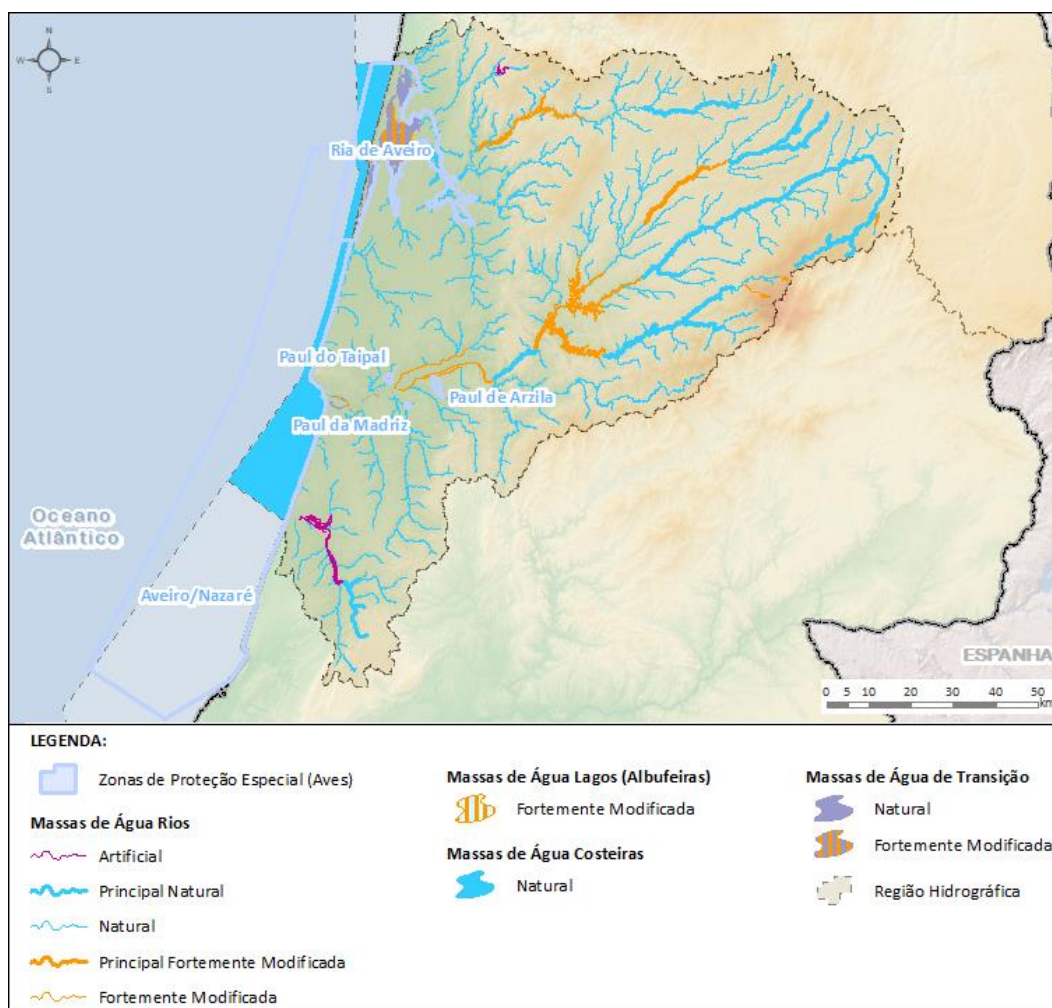 N
W
E
S
Ria de Aveiro
Paul do Taipal
Paul de Arzila
Paul da Madriz
Oceano
Atlântico
Aveiro/Nazaré
ESPANHA
0 5 10 20 30 40 50
km
LEGENDA:
Zonas de Proteção Especial (Aves)
Massas de Água Rios
Artificial
Principal Natural
Natural
Principal Fortemente Modificada
Fortemente Modificada
Massas de Água Lagos (Albufeiras)
Fortemente Modificada
Massas de Água Costeiras
Natural
Massas de Água de Transição
Natural
Fortemente Modificada
Região Hidrográfica